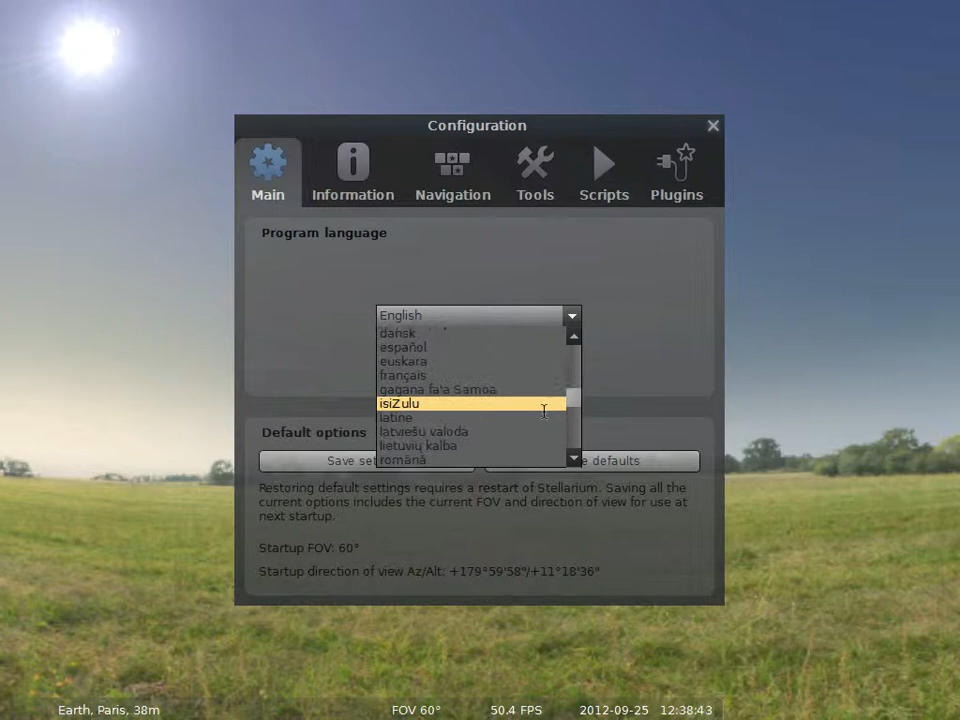 Configuration
Main Information Navigation Tools Scripts Plugins
Program language
English
dansk
español
euskara
français
gagana fa'a Samoa
isiZulu
latine
latviešu valoda
lietuvių kalba
română
Default options
Save set
defaults
Restoring default settings requires a restart of Stellarium. Saving all the
current options includes the current FOV and direction of view for use at
next startup.
Startup FOV: 60°
Startup direction of view Az/Alt: +179°59'58"/+11°18'36"
Earth, Paris, 38m FOV 60° 50.4 FPS 2012-09-25 12:38:43